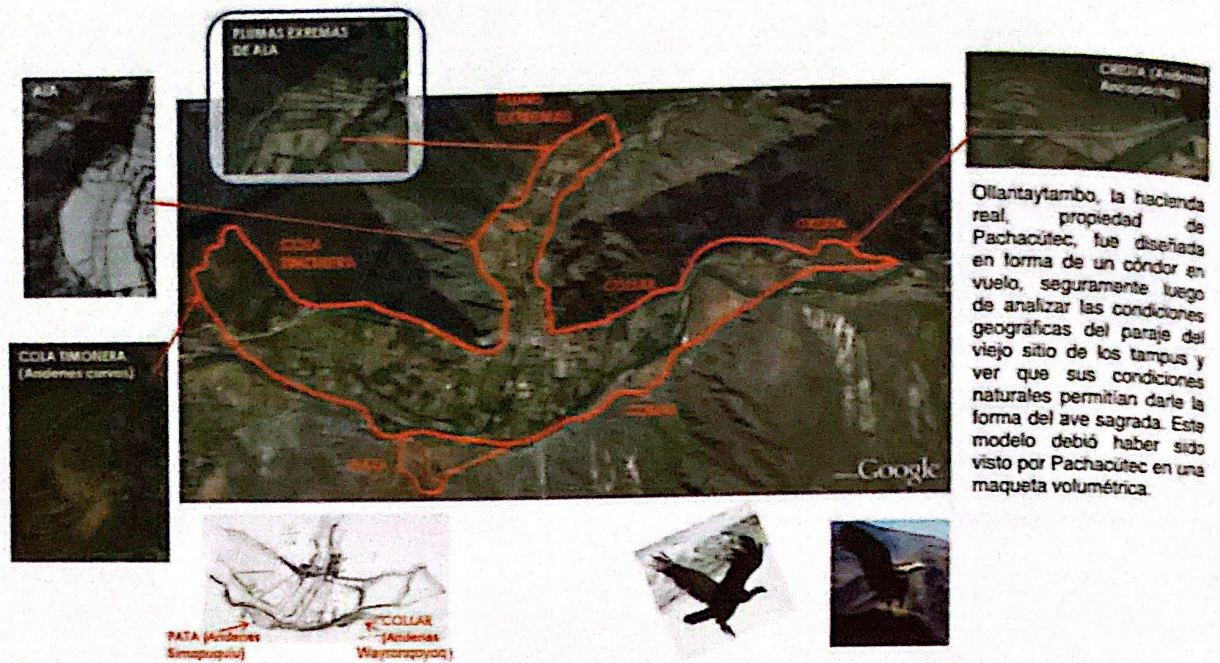 PLUMAS EXREMAS
DE ALA
ALA
CRESTA (Andenes
PLUMAS
EXTREMAS
ALA
COLA
TIMONERA
CRESTA
COLLAR
COLLAR
PATA
COLA TIMONERA
(Andenes curvos)
Google
Ollantaytambo, la hacienda
real, propiedad de
Pachacútec, fue diseñada
en forma de un cóndor en
vuelo, seguramente luego
de analizar las condiciones
geográficas del paraje del
viejo sitio de los tampus y
ver que sus condiciones
naturales permitían darle la
forma del ave sagrada. Este
modelo debió haber sido
visto por Pachacútec en una
maqueta volumétrica.
PATA (Andenes
Simapuquiu)
COLLAR
(Andenes